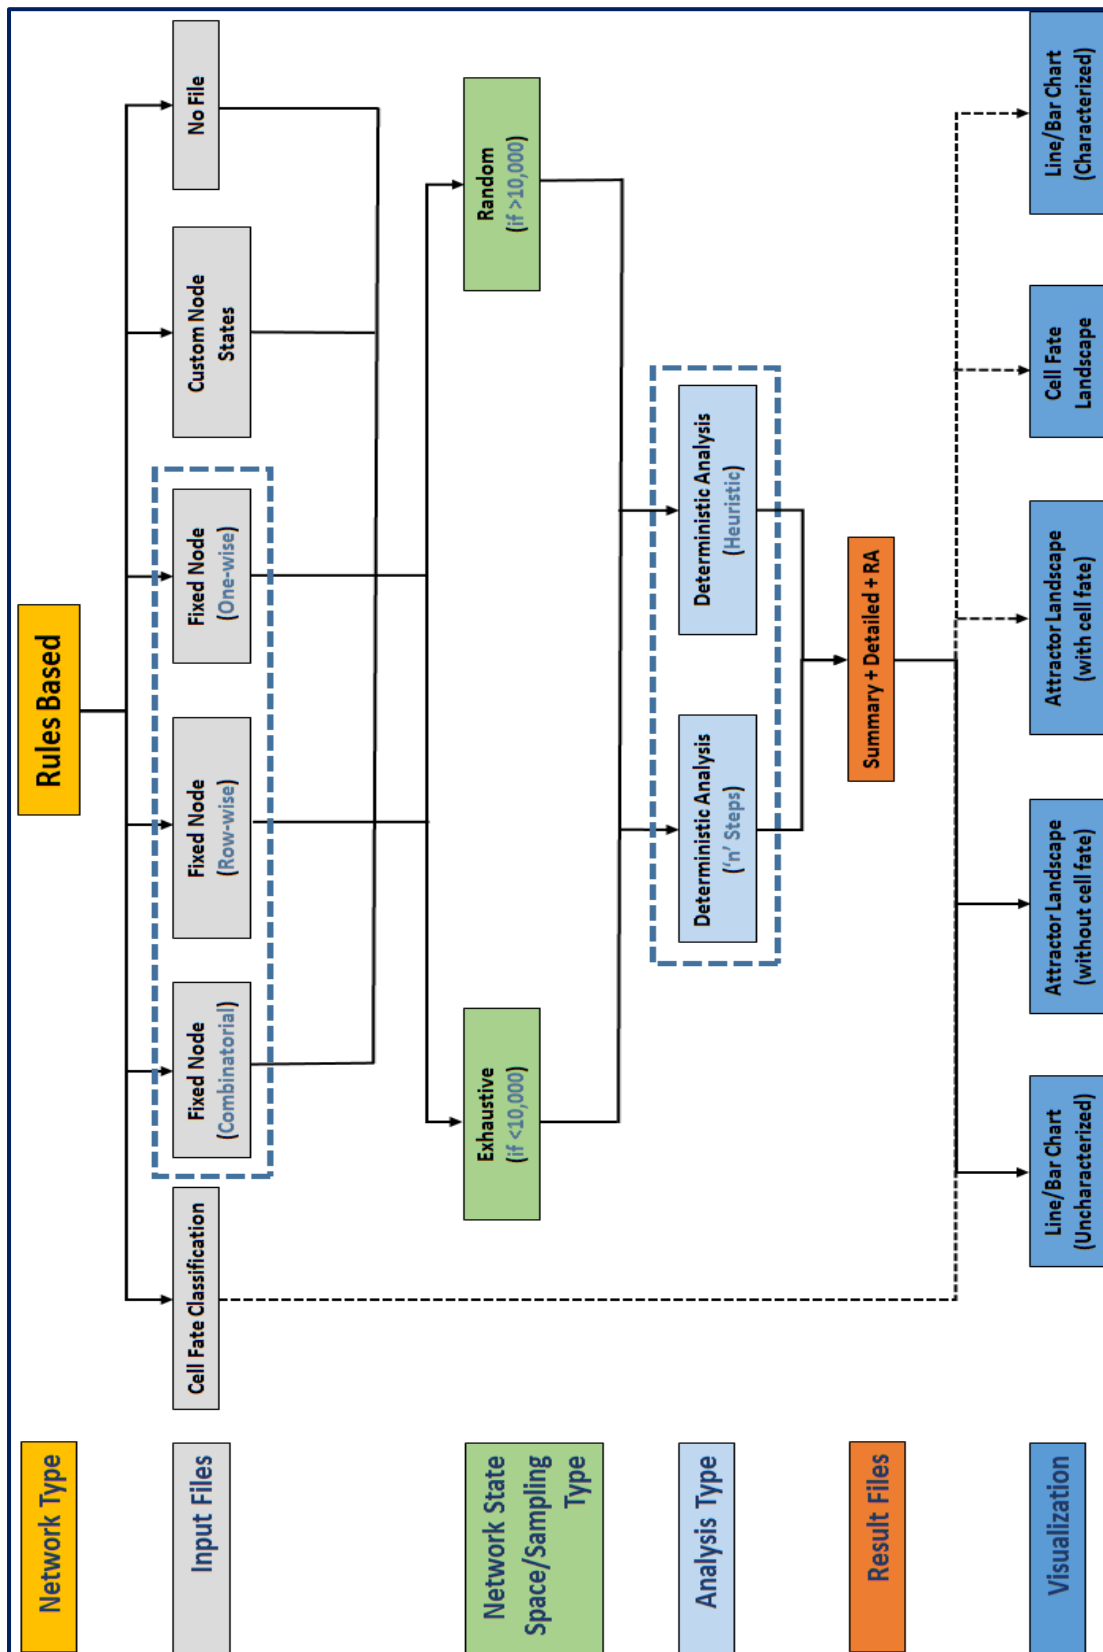 Network Type
Rules Based
Input Files
Cell Fate Classification
Fixed Node
(Combinatorial)
Fixed Node
(Row-wise)
Fixed Node
(One-wise)
Custom Node
States
No File
Network State
Space/Sampling
Type
Exhaustive
(if <10,000)
Random
(if >10,000)
Analysis Type
Deterministic Analysis
('n' Steps)
Deterministic Analysis
(Heuristic)
Result Files
Summary + Detailed + RA
Visualization
Line/Bar Chart
(Uncharacterized)
Attractor Landscape
(without cell fate)
Attractor Landscape
(with cell fate)
Cell Fate
Landscape
Line/Bar Chart
(Characterized)